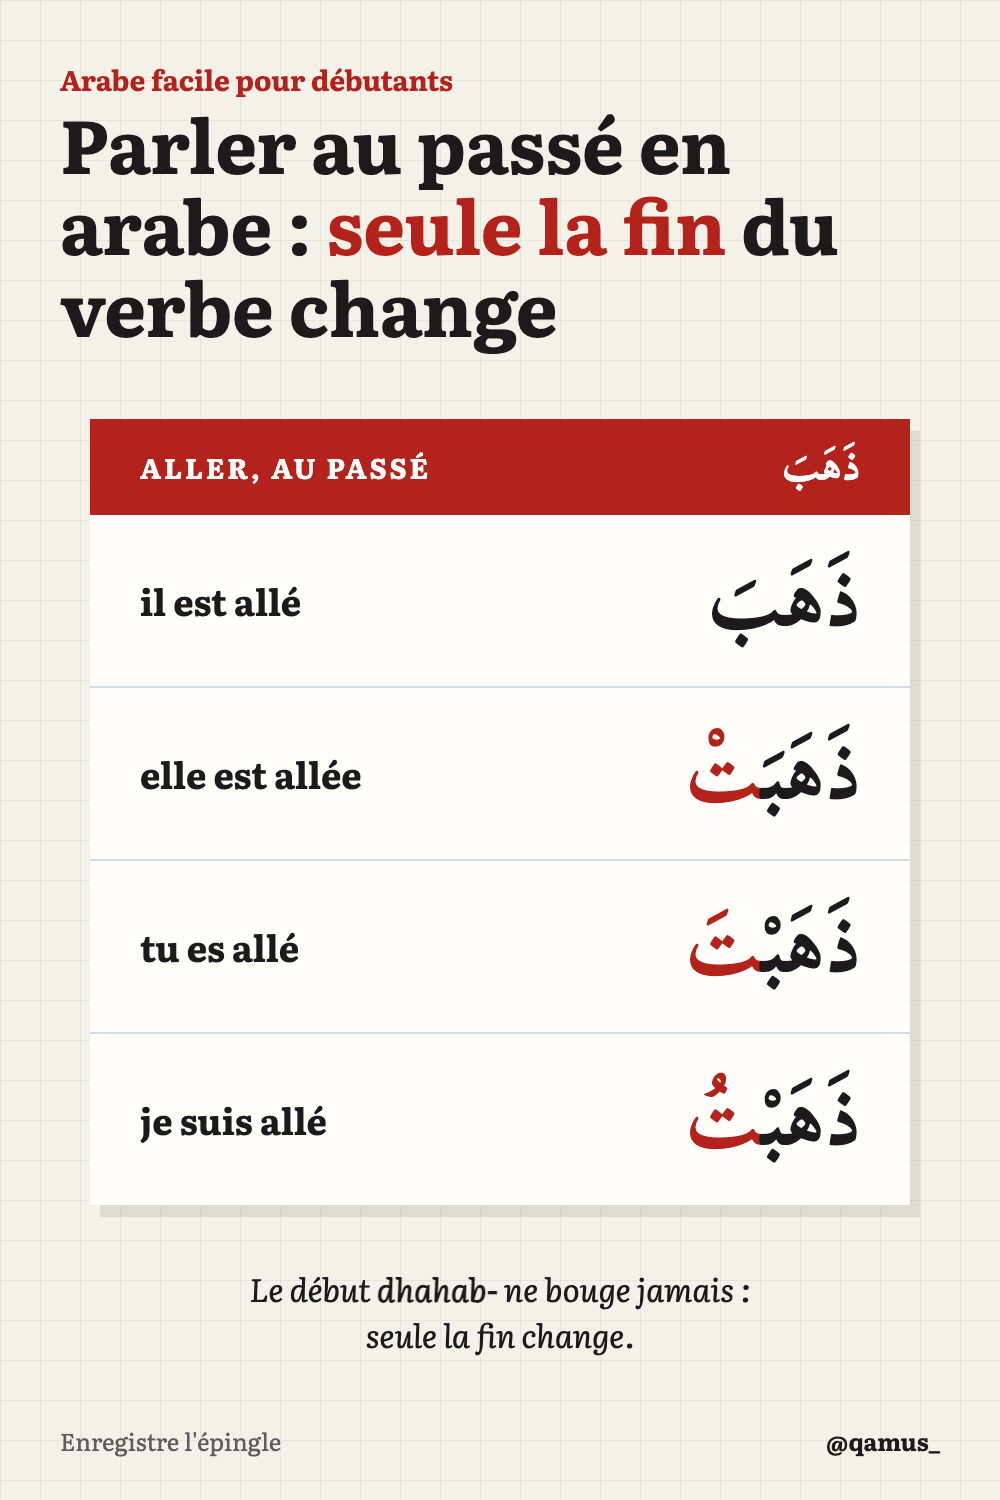 Arabe facile pour débutants
Parler au passé en
arabe : seule la fin du
verbe change
ALLER, AU PASSÉ ذَهَبَ
il est allé ذَهَبَ
elle est allée ذَهَبَتْ
tu es allé ذَهَبْتَ
je suis allé ذَهَبْتُ
Le début dhahab- ne bouge jamais :
seule la fin change.
Enregistre l'épingle @qamus_